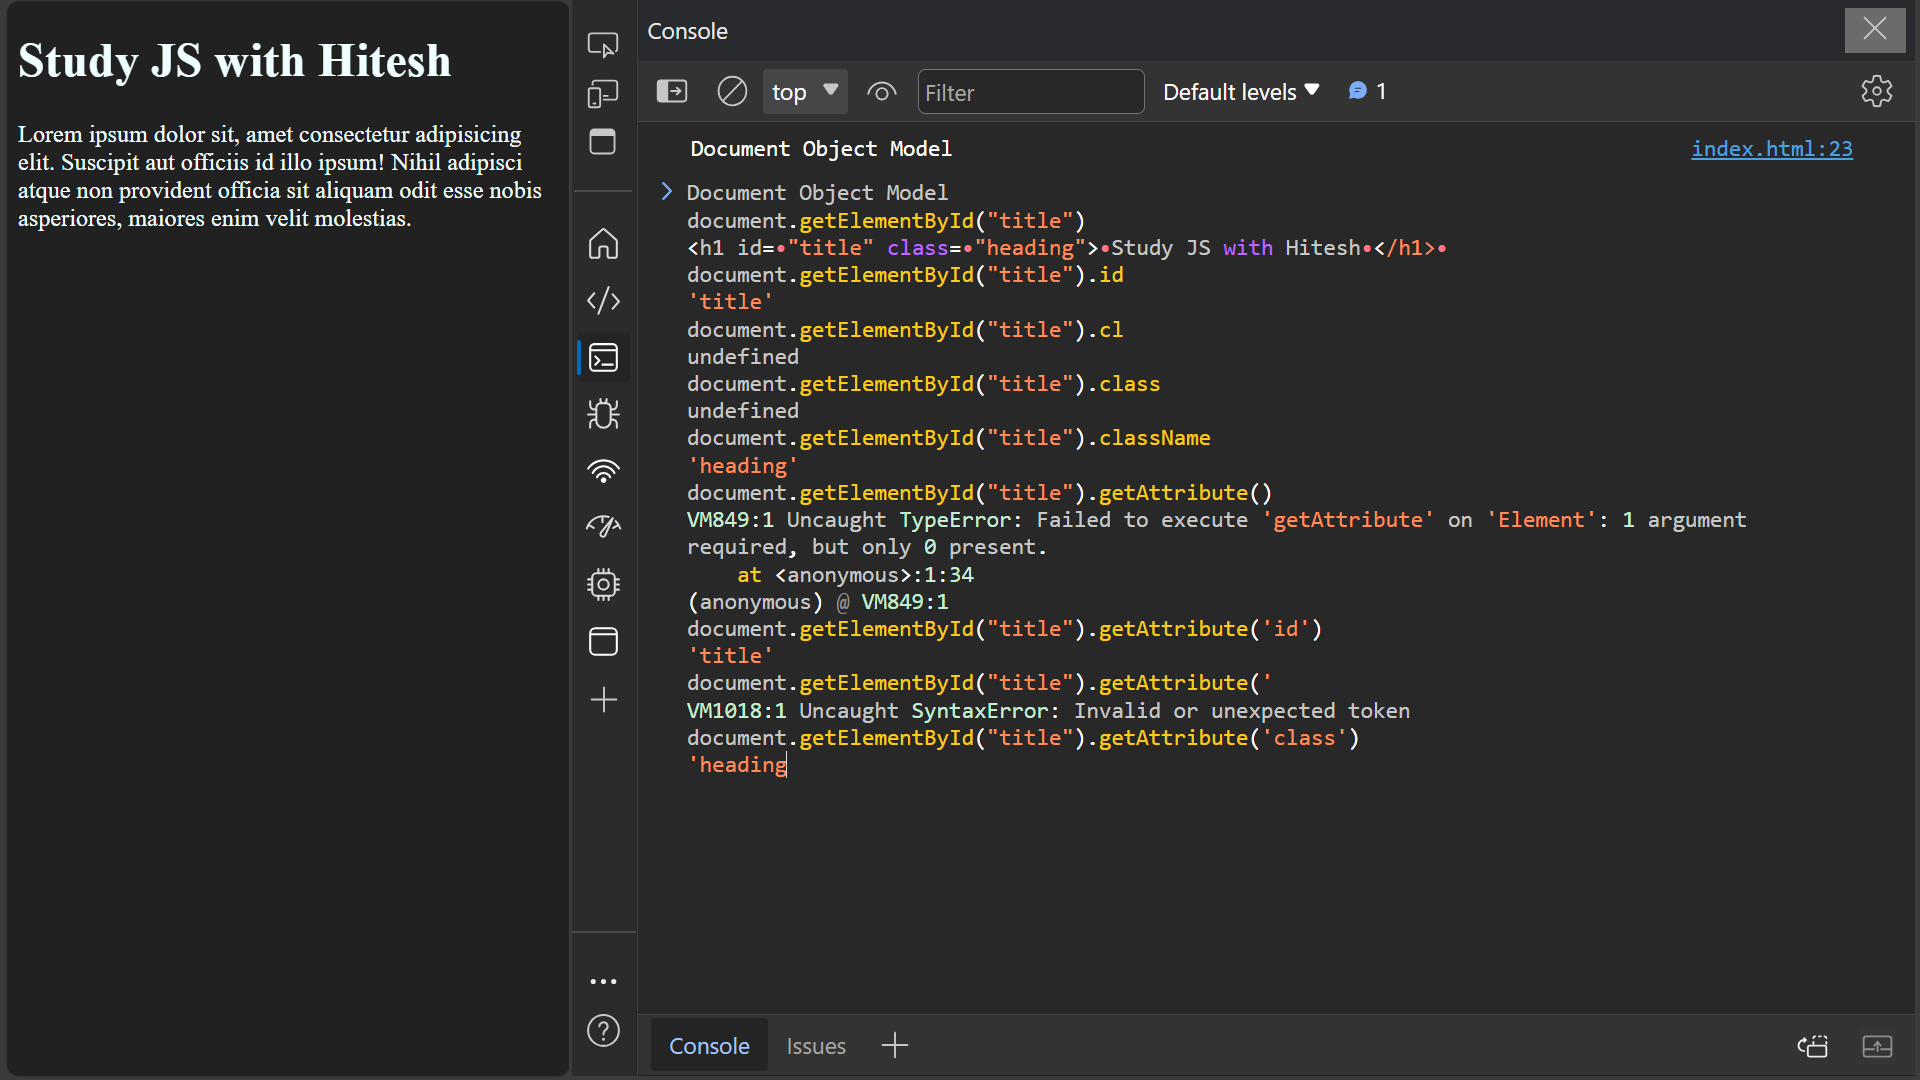 Study JS with Hitesh
Lorem ipsum dolor sit, amet consectetur adipisicing
elit. Suscipit aut officiis id illo ipsum! Nihil adipisci
atque non provident officia sit aliquam odit esse nobis
asperiores, maiores enim velit molestias.
Console
top
Filter
Default levels
1
Document Object Model
index.html:23
Document Object Model
document.getElementById("title")
<h1 id=•"title" class=•"heading">•Study JS with Hitesh•</h1>•
document.getElementById("title").id
'title'
document.getElementById("title").cl
undefined
document.getElementById("title").class
undefined
document.getElementById("title").className
'heading'
document.getElementById("title").getAttribute()
VM849:1 Uncaught TypeError: Failed to execute 'getAttribute' on 'Element': 1 argument
required, but only 0 present.
    at <anonymous>:1:34
(anonymous) @ VM849:1
document.getElementById("title").getAttribute('id')
'title'
document.getElementById("title").getAttribute('
VM1018:1 Uncaught SyntaxError: Invalid or unexpected token
document.getElementById("title").getAttribute('class')
'heading
Console
Issues